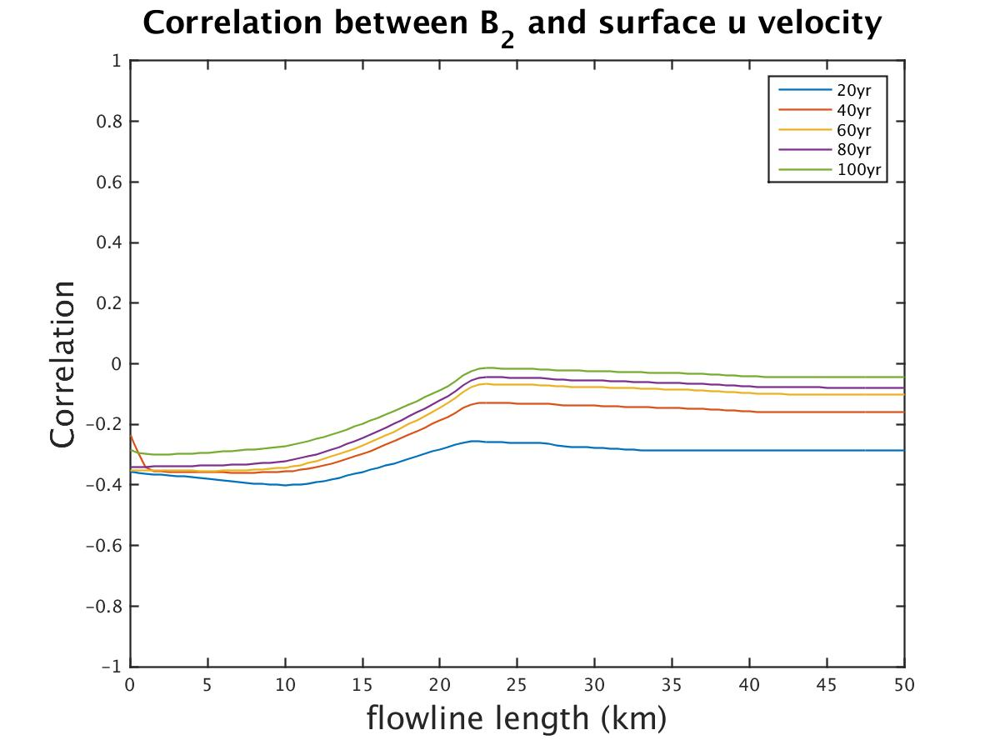 Correlation between B₂ and surface u velocity
1
0.8
0.6
0.4
0.2
0
−0.2
−0.4
−0.6
−0.8
−1
Correlation
20yr
40yr
60yr
80yr
100yr
0 5 10 15 20 25 30 35 40 45 50
flowline length (km)